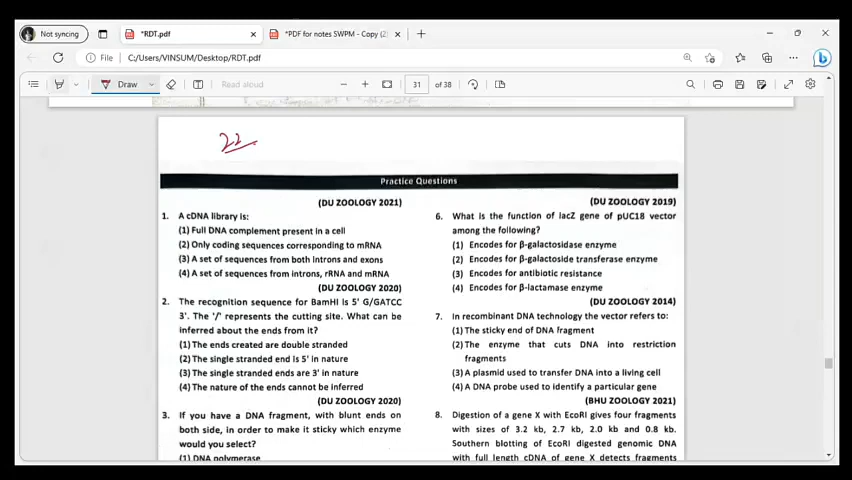 Not syncing
*RDT.pdf
*PDF for notes SWPM - Copy (2)
File
C:/Users/VINSUM/Desktop/RDT.pdf
Draw
Read aloud
31
of 38
22
Practice Questions
(DU ZOOLOGY 2021)
1. A cDNA library is:
(1) Full DNA complement present in a cell
(2) Only coding sequences corresponding to mRNA
(3) A set of sequences from both introns and exons
(4) A set of sequences from introns, rRNA and mRNA
(DU ZOOLOGY 2020)
2. The recognition sequence for BamHI is 5' G/GATCC
3'. The '/' represents the cutting site. What can be
inferred about the ends from it?
(1) The ends created are double stranded
(2) The single stranded end is 5' in nature
(3) The single stranded ends are 3' in nature
(4) The nature of the ends cannot be inferred
(DU ZOOLOGY 2020)
3. If you have a DNA fragment, with blunt ends on
both side, in order to make it sticky which enzyme
would you select?
(1) DNA polymerase
(DU ZOOLOGY 2019)
6. What is the function of lacZ gene of pUC18 vector
among the following?
(1) Encodes for β-galactosidase enzyme
(2) Encodes for β-galactoside transferase enzyme
(3) Encodes for antibiotic resistance
(4) Encodes for β-lactamase enzyme
(DU ZOOLOGY 2014)
7. In recombinant DNA technology the vector refers to:
(1) The sticky end of DNA fragment
(2) The enzyme that cuts DNA into restriction
fragments
(3) A plasmid used to transfer DNA into a living cell
(4) A DNA probe used to identify a particular gene
(BHU ZOOLOGY 2021)
8. Digestion of a gene X with EcoRI gives four fragments
with sizes of 3.2 kb, 2.7 kb, 2.0 kb and 0.8 kb.
Southern blotting of EcoRI digested genomic DNA
with full length cDNA of gene X detects fragments